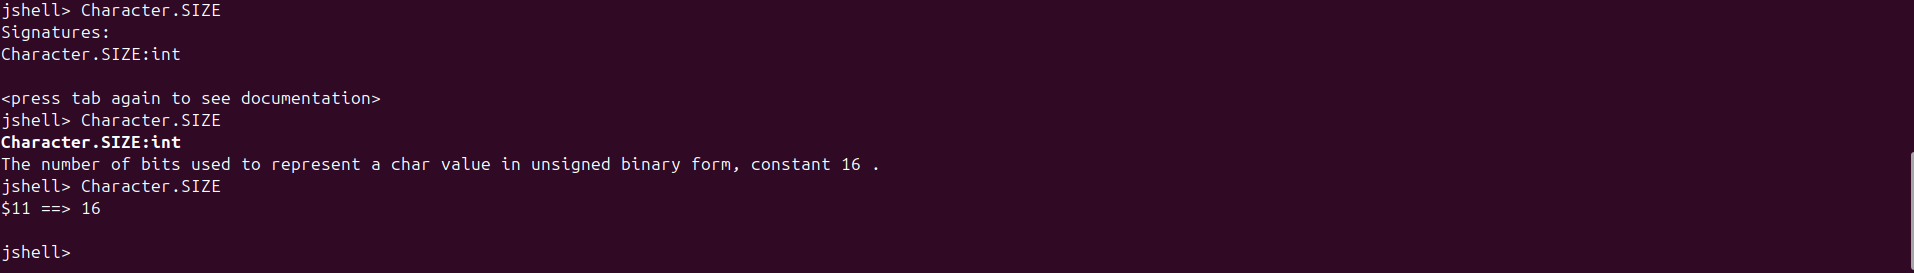 jshell> Character.SIZE
Signatures:
Character.SIZE:int
<press tab again to see documentation>
jshell> Character.SIZE
Character.SIZE:int
The number of bits used to represent a char value in unsigned binary form, constant 16 .
jshell> Character.SIZE
$11 ==> 16
jshell>